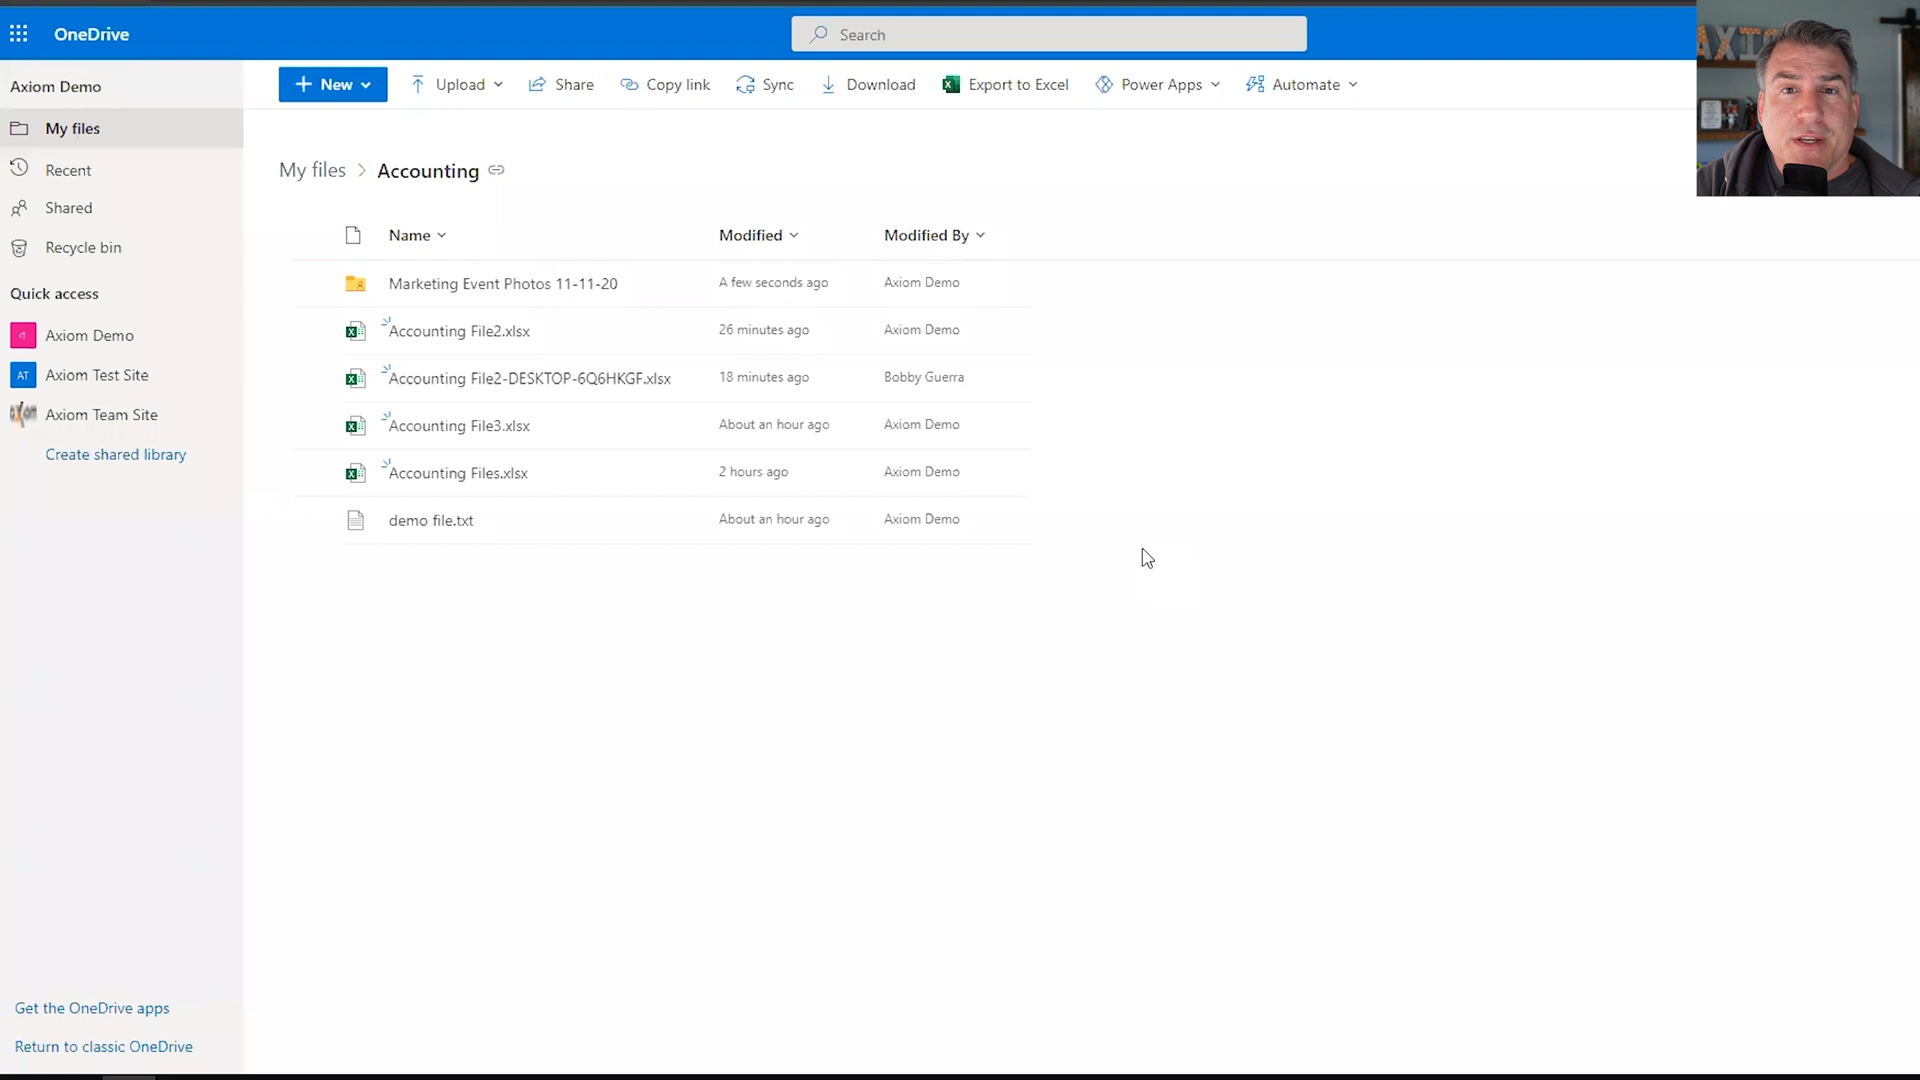 OneDrive
Search
Axiom Demo
New
Upload
Share
Copy link
Sync
Download
Export to Excel
Power Apps
Automate
My files
Recent
Shared
Recycle bin
Quick access
Axiom Demo
AT Axiom Test Site
Axiom Team Site
Create shared library
Get the OneDrive apps
Return to classic OneDrive
My files > Accounting
Name Modified Modified By
Marketing Event Photos 11-11-20 A few seconds ago Axiom Demo
Accounting File2.xlsx 26 minutes ago Axiom Demo
Accounting File2-DESKTOP-6Q6HKGF.xlsx 18 minutes ago Bobby Guerra
Accounting File3.xlsx About an hour ago Axiom Demo
Accounting Files.xlsx 2 hours ago Axiom Demo
demo file.txt About an hour ago Axiom Demo